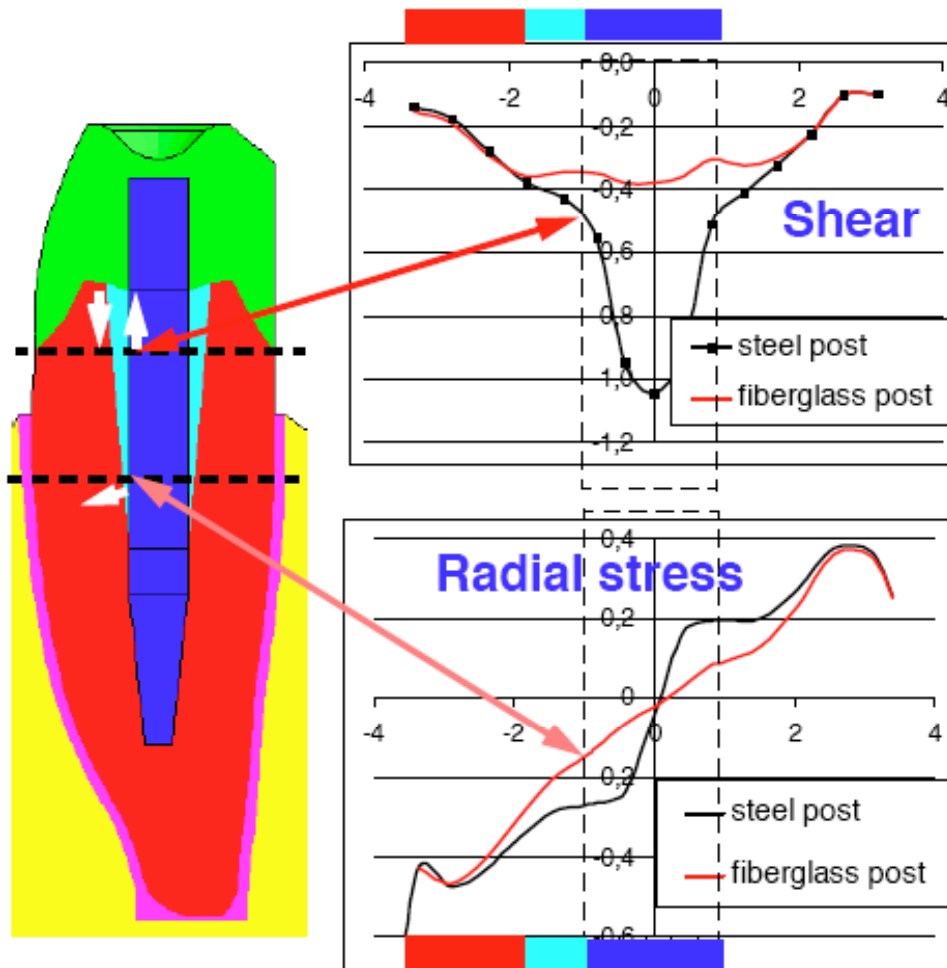 0,0
-4 -2 0 2 4
-0,2
-0,4
Shear
-0,6
-0,8
steel post
-1,0
fiberglass post
-1,2
0,4
Radial stress
0,2
0
-4 -2 0 2 4
-0,2
steel post
-0,4
fiberglass post
-0,6